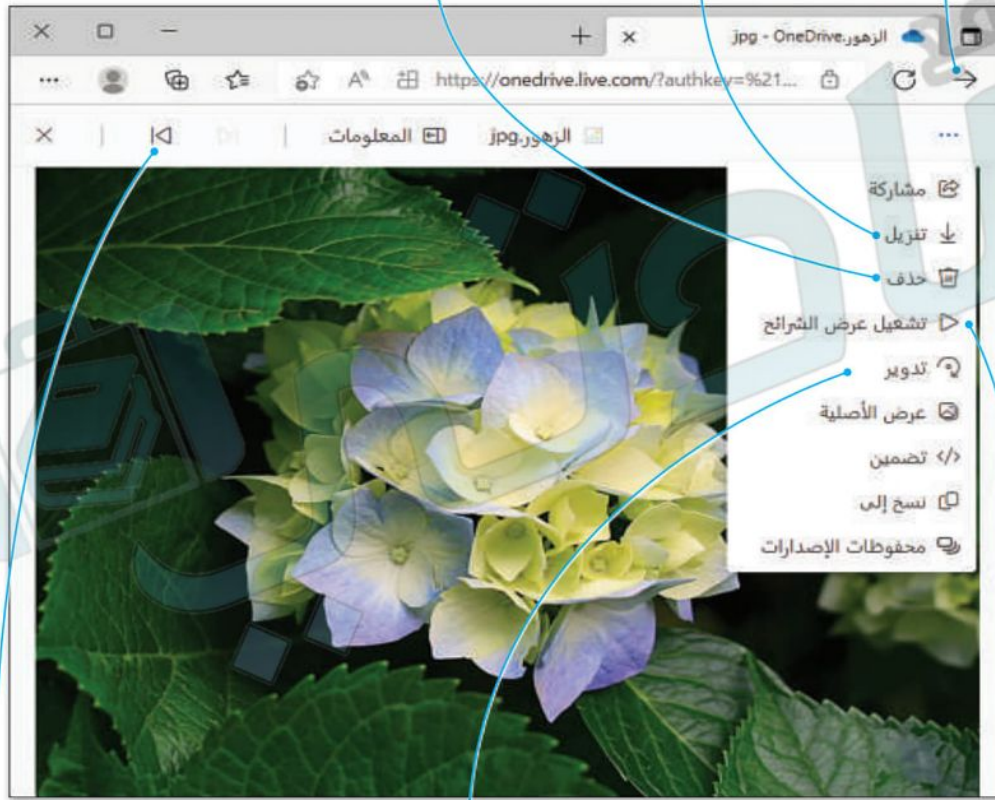 الزهور.jpg - OneDrive
https://onedrive.live.com/?authkey=%21...
الزهور.jpg
المعلومات
مشاركة
تنزيل
حذف
تشغيل عرض الشرائح
تدوير
عرض الأصلية
تضمين
نسخ إلى
محفوظات الإصدارات